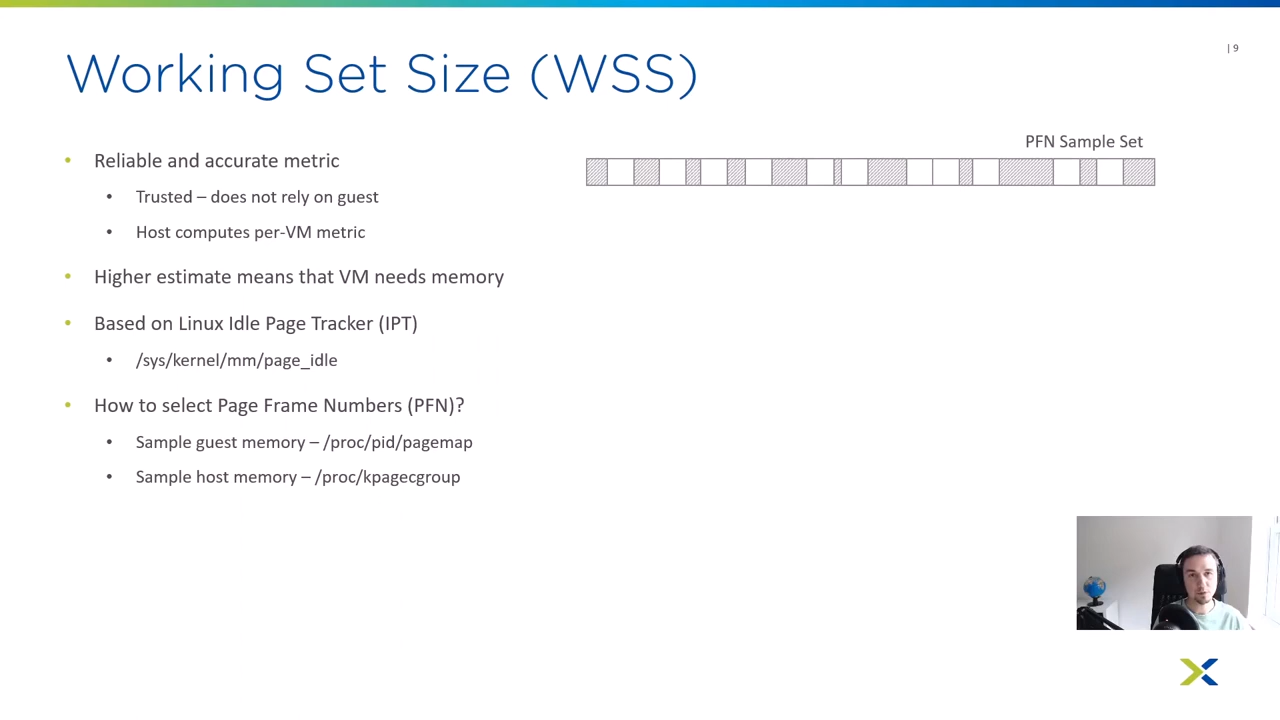 | 9
Working Set Size (WSS)
• Reliable and accurate metric
• Trusted – does not rely on guest
• Host computes per-VM metric
• Higher estimate means that VM needs memory
• Based on Linux Idle Page Tracker (IPT)
• /sys/kernel/mm/page_idle
• How to select Page Frame Numbers (PFN)?
• Sample guest memory – /proc/pid/pagemap
• Sample host memory – /proc/kpagecgroup
PFN Sample Set